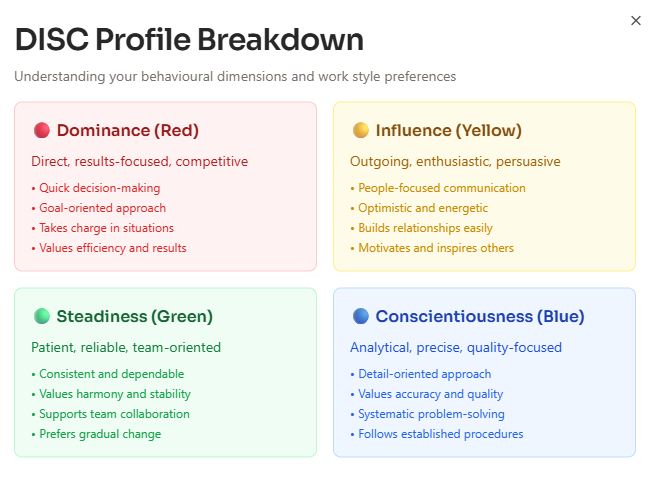 DISC Profile Breakdown
Understanding your behavioural dimensions and work style preferences
Dominance (Red)
Direct, results-focused, competitive
• Quick decision-making
• Goal-oriented approach
• Takes charge in situations
• Values efficiency and results
Influence (Yellow)
Outgoing, enthusiastic, persuasive
• People-focused communication
• Optimistic and energetic
• Builds relationships easily
• Motivates and inspires others
Steadiness (Green)
Patient, reliable, team-oriented
• Consistent and dependable
• Values harmony and stability
• Supports team collaboration
• Prefers gradual change
Conscientiousness (Blue)
Analytical, precise, quality-focused
• Detail-oriented approach
• Values accuracy and quality
• Systematic problem-solving
• Follows established procedures